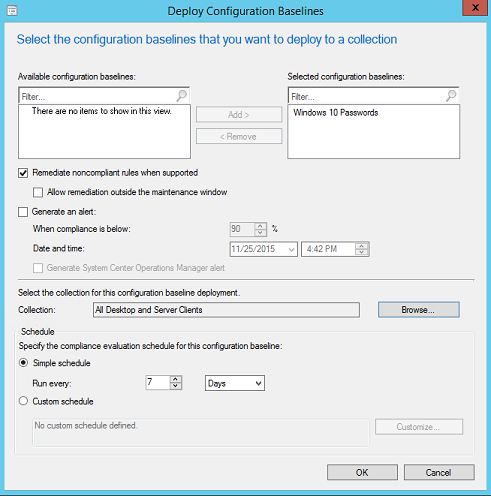 Deploy Configuration Baselines
x
Select the configuration baselines that you want to deploy to a collection
Available configuration baselines:
Selected configuration baselines:
Filter...
Filter...
There are no items to show in this view.
Add >
< Remove
Windows 10 Passwords
Remediate noncompliant rules when supported
Allow remediation outside the maintenance window
Generate an alert:
When compliance is below:
90
%
Date and time:
11/25/2015
4:42 PM
Generate System Center Operations Manager alert
Select the collection for this configuration baseline deployment.
Collection:
All Desktop and Server Clients
Browse...
Schedule
Specify the compliance evaluation schedule for this configuration baseline:
Simple schedule
Run every:
7
Days
Custom schedule
No custom schedule defined.
Customize...
OK
Cancel